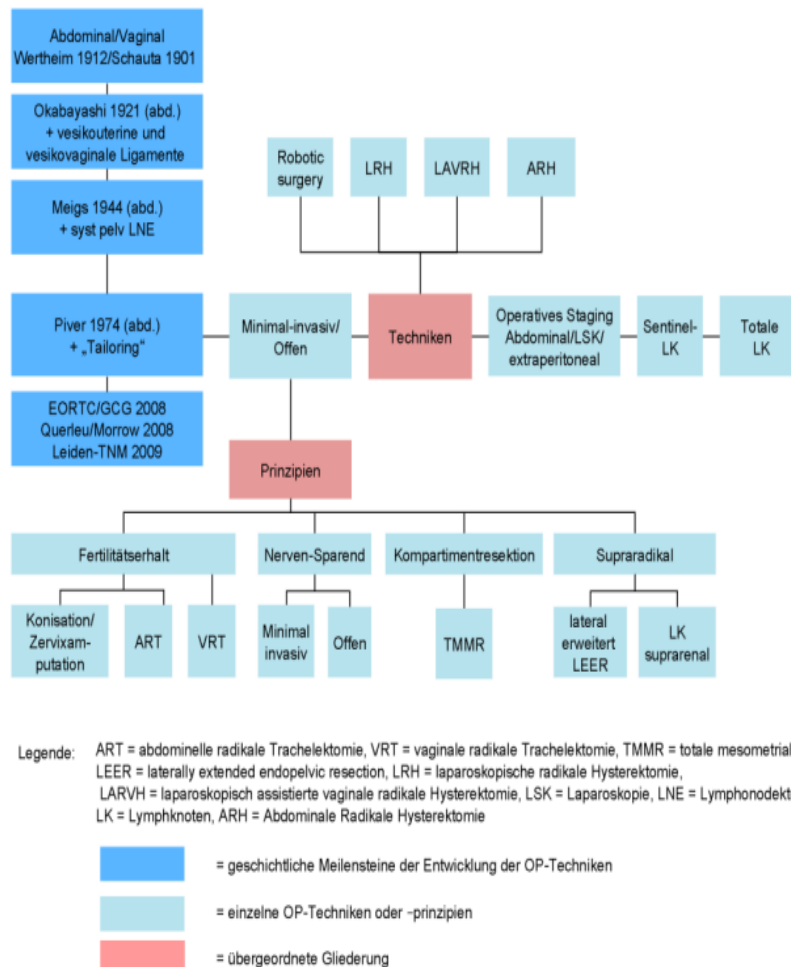 Abdominal/Vaginal
Wertheim 1912/Schauta 1901
Okabayashi 1921 (abd.)
+ vesikouterine und
vesikovaginale Ligamente
Meigs 1944 (abd.)
+ syst pelv LNE
Piver 1974 (abd.)
+ „Tailoring“
EORTC/GCG 2008
Querleu/Morrow 2008
Leiden-TNM 2009
Robotic
surgery
LRH
LAVRH
ARH
Minimal-invasiv/
Offen
Techniken
Operatives Staging
Abdominal/LSK/
extraperitoneal
Sentinel-
LK
Totale
LK
Prinzipien
Fertilitätserhalt
Nerven-Sparend
Kompartimentresektion
Supraradikal
Konisation/
Zervixam-
putation
ART
VRT
Minimal
invasiv
Offen
TMMR
lateral
erweitert
LEER
LK
suprarenal
Legende: ART = abdominelle radikale Trachelektomie, VRT = vaginale radikale Trachelektomie, TMMR = totale mesometrial
LEER = laterally extended endopelvic resection, LRH = laparoskopische radikale Hysterektomie,
LARVH = laparoskopisch assistierte vaginale radikale Hysterektomie, LSK = Laparoskopie, LNE = Lymphonodekt
LK = Lymphknoten, ARH = Abdominale Radikale Hysterektomie
= geschichtliche Meilensteine der Entwicklung der OP-Techniken
= einzelne OP-Techniken oder -prinzipien
= übergeordnete Gliederung